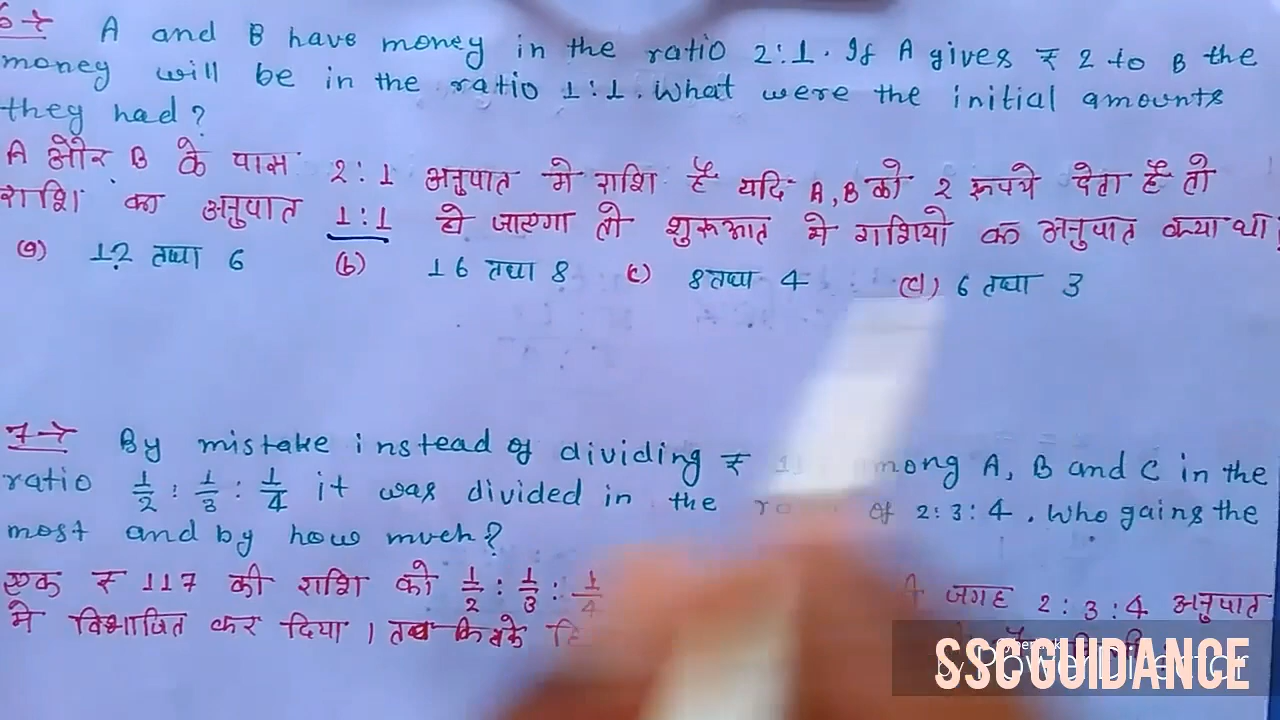 6→ A and B have money in the ratio 2:1. If A gives ₹ 2 to B the
money will be in the ratio 1:1. What were the initial amounts
they had?
A और B के पास 2:1 अनुपात मे राशि है यदि A, B को 2 रूपये देता है तो
राशि का अनुपात 1:1 हो जाएगा तो शुरूआत मे राशियो का अनुपात क्या था
(a) 12 तथा 6 (b) 16 तथा 8 (c) 8 तथा 4 (d) 6 तथा 3
7→ By mistake instead of dividing ₹ among A, B and C in the
ratio 1/2 : 1/3 : 1/4 it was divided in the of 2:3:4. Who gains the
most and by how much?
एक ₹ 117 की राशि को 1/2 : 1/3 : 1/4 जगह 2:3:4 अनुपात
मे विभाजित कर दिया । तब किसके
SSCGUIDANCE